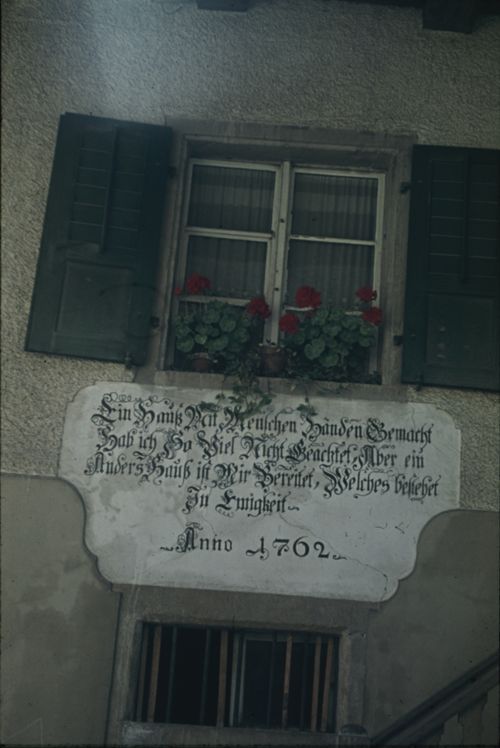 Ein Hauß Mit Menschen Händen Gemacht
Hab ich So Viel Nicht Geachtet, Aber ein
Anders Hauß ist Mir Bereitet, Welches bestehet
In Ewigkeit
Anno 1762